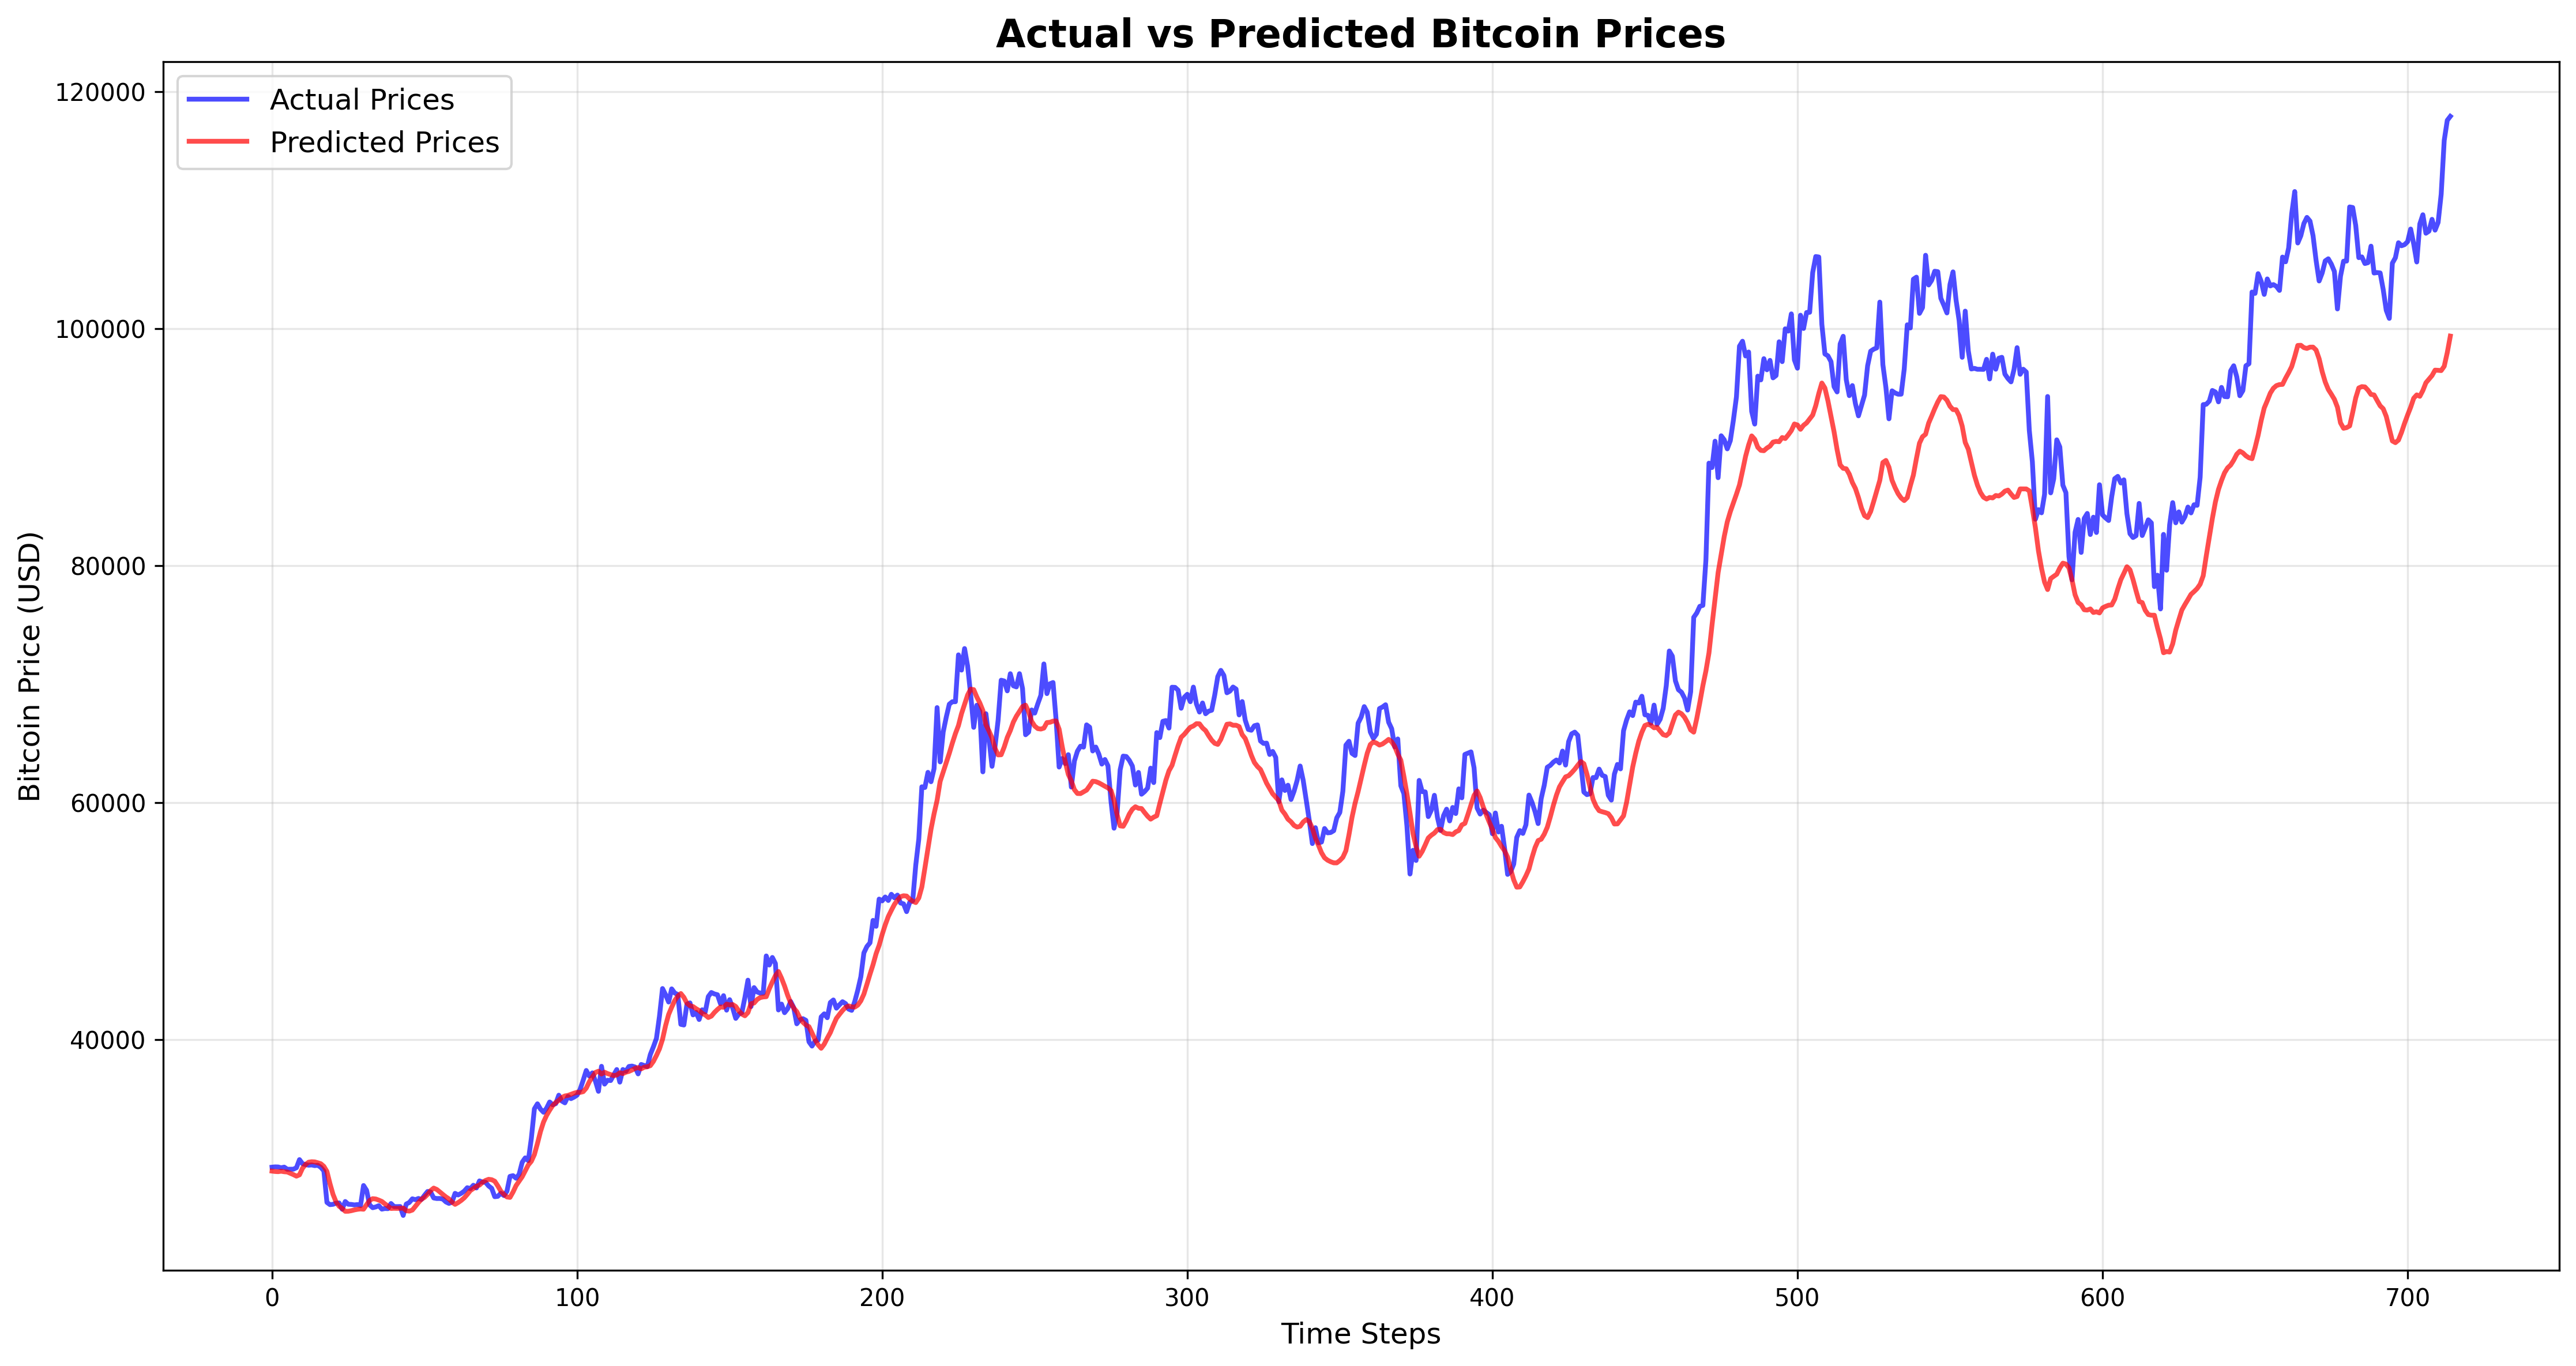 Actual vs Predicted Bitcoin Prices
Actual Prices
Predicted Prices
Bitcoin Price (USD)
120000
100000
80000
60000
40000
0 100 200 300 400 500 600 700
Time Steps